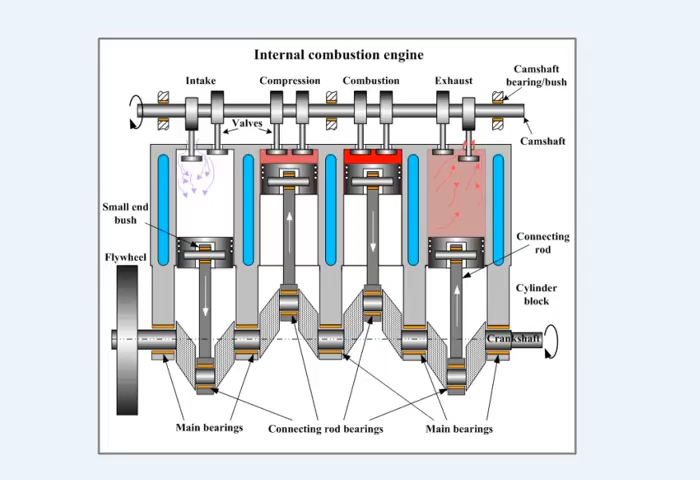 Internal combustion engine
Intake
Compression
Combustion
Exhaust
Camshaft
bearing/bush
Valves
Camshaft
Small end
bush
Flywheel
Connecting
rod
Cylinder
block
Crankshaft
Main bearings
Connecting rod bearings
Main bearings